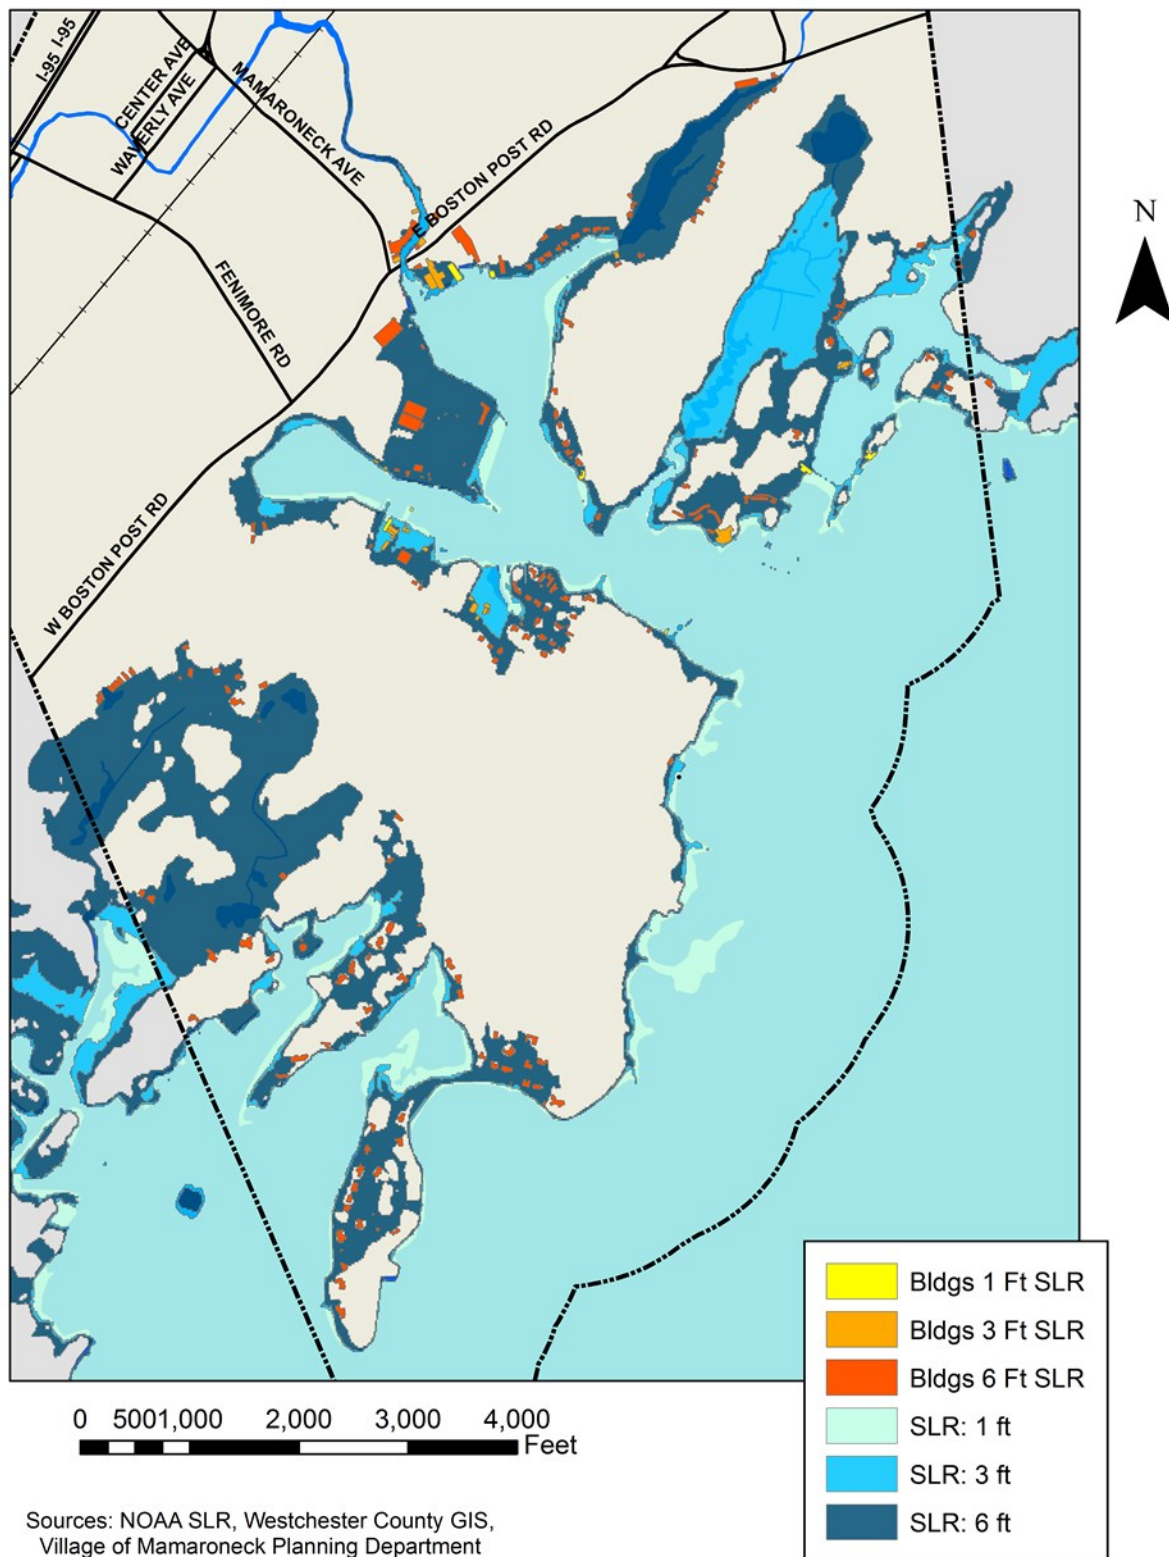 I-95 I-95
CENTER AVE
WAVERLY AVE
MAMARONECK AVE
E BOSTON POST RD
N
FENIMORE RD
W BOSTON POST RD
Bldgs 1 Ft SLR
Bldgs 3 Ft SLR
Bldgs 6 Ft SLR
SLR: 1 ft
SLR: 3 ft
SLR: 6 ft
0 500 1,000 2,000 3,000 4,000
Feet
Sources: NOAA SLR, Westchester County GIS,
Village of Mamaroneck Planning Department